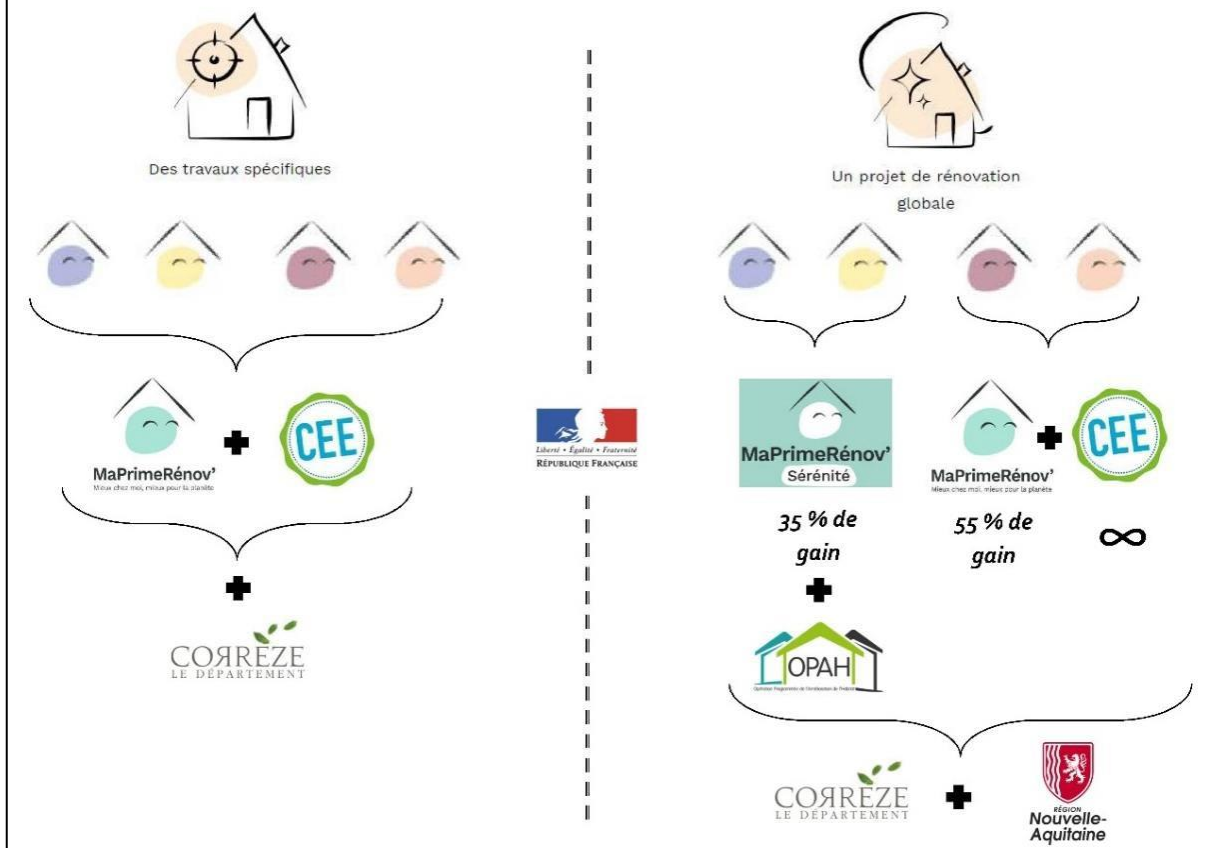 Des travaux spécifiques
MaPrimeRénov'
Mieux chez moi, mieux pour la planète
CEE
CORRÈZE
LE DÉPARTEMENT
Liberté • Égalité • Fraternité
RÉPUBLIQUE FRANÇAISE
Un projet de rénovation
globale
MaPrimeRénov'
Sérénité
35 % de
gain
MaPrimeRénov'
Mieux chez moi, mieux pour la planète
55 % de
gain
CEE
∞
OPAH
CORRÈZE
LE DÉPARTEMENT
RÉGION
Nouvelle-
Aquitaine